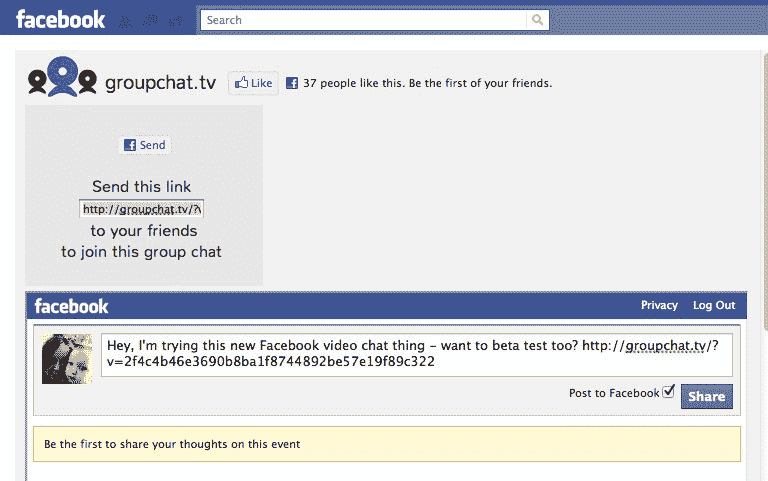 facebook
Search
groupchat.tv
Like
37 people like this. Be the first of your friends.
Send
Send this link
http://groupchat.tv/?v
to your friends
to join this group chat
facebook
Privacy
Log Out
Hey, I'm trying this new Facebook video chat thing – want to beta test too? http://groupchat.tv/?
v=2f4c4b46e3690b8ba1f8744892be57e19f89c322
Post to Facebook
Share
Be the first to share your thoughts on this event